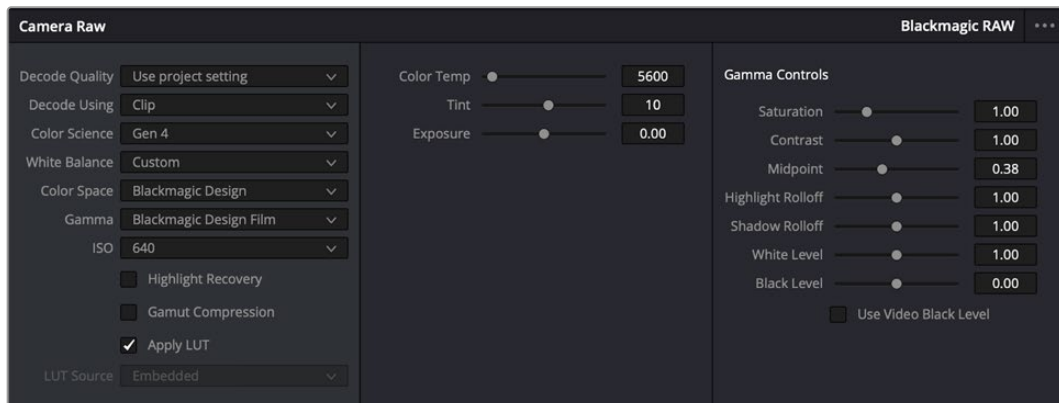 Camera Raw
Blackmagic RAW
Decode Quality Use project setting
Decode Using Clip
Color Science Gen 4
White Balance Custom
Color Space Blackmagic Design
Gamma Blackmagic Design Film
ISO 640
Highlight Recovery
Gamut Compression
Apply LUT
LUT Source Embedded
Color Temp 5600
Tint 10
Exposure 0.00
Gamma Controls
Saturation 1.00
Contrast 1.00
Midpoint 0.38
Highlight Rolloff 1.00
Shadow Rolloff 1.00
White Level 1.00
Black Level 0.00
Use Video Black Level